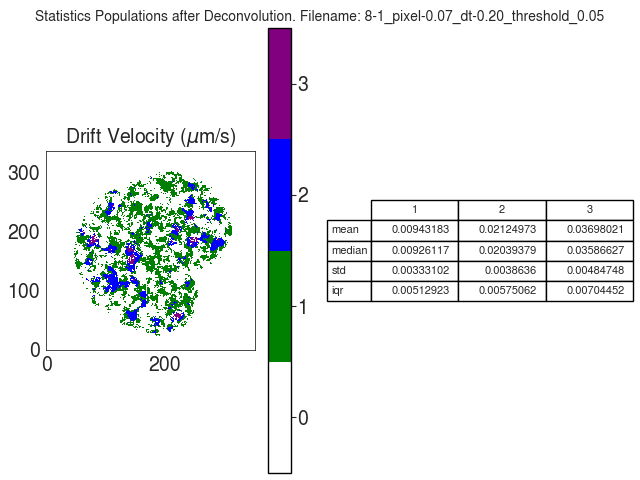 Statistics Populations after Deconvolution. Filename: 8-1_pixel-0.07_dt-0.20_threshold_0.05
Drift Velocity (μm/s)
300
200
100
0
0 200
3
2
1
0
1 2 3
mean 0.00943183 0.02124973 0.03698021
median 0.00926117 0.02039379 0.03586627
std 0.00333102 0.0038636 0.00484748
iqr 0.00512923 0.00575062 0.00704452